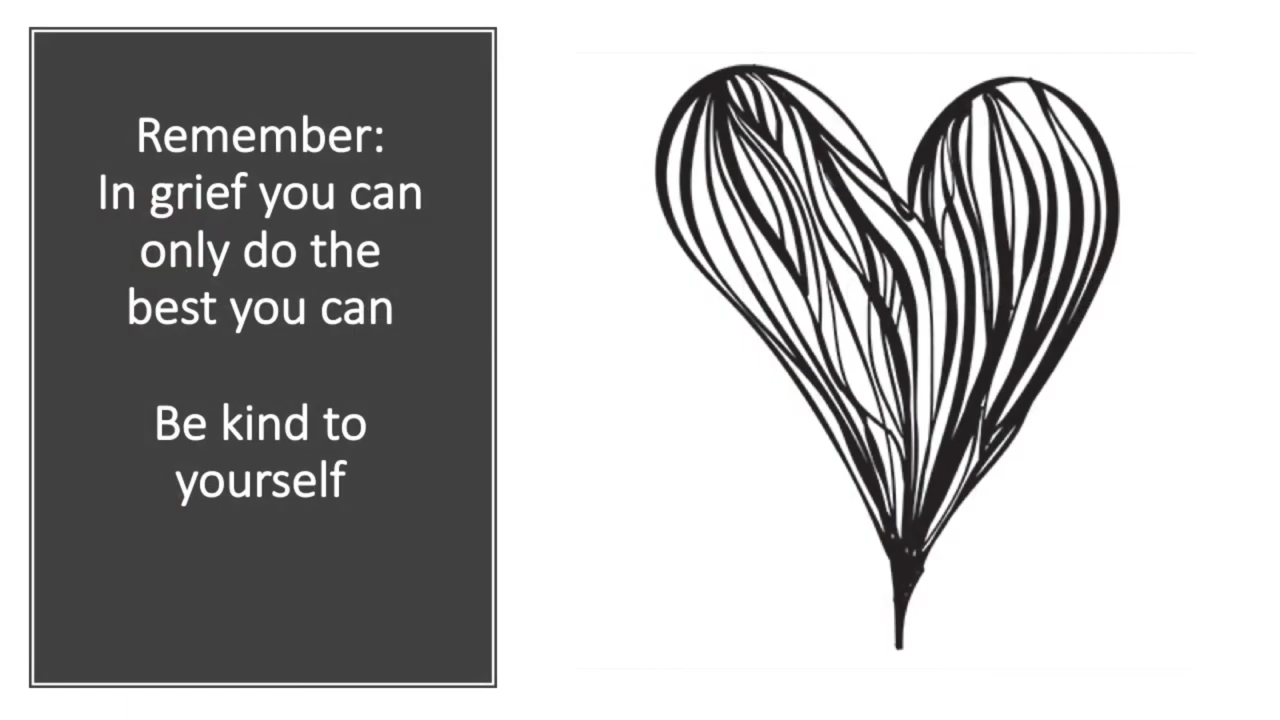 Remember:
In grief you can
only do the
best you can
Be kind to
yourself